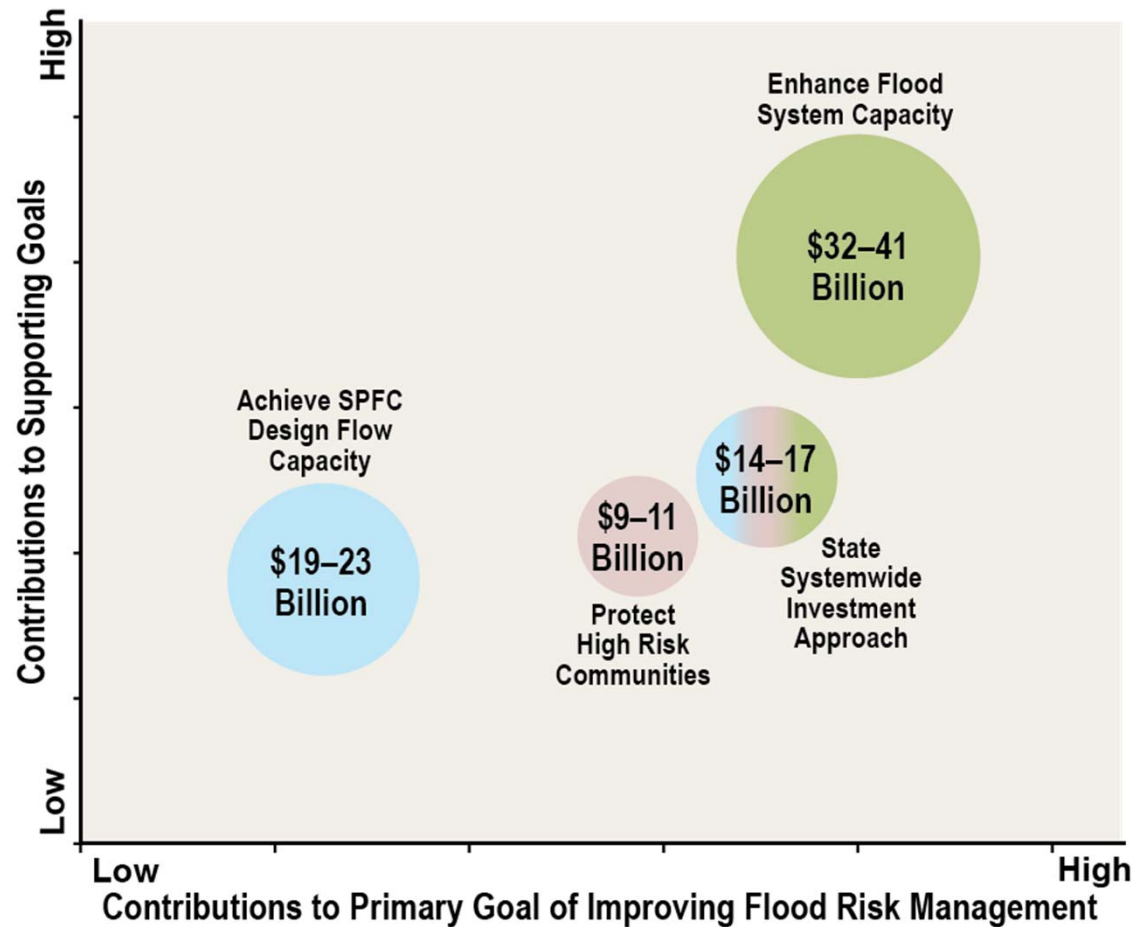 High
Contributions to Supporting Goals
Low
Enhance Flood
System Capacity
$32–41
Billion
Achieve SPFC
Design Flow
Capacity
$19–23
Billion
$14–17
Billion
State
Systemwide
Investment
Approach
$9–11
Billion
Protect
High Risk
Communities
Low
High
Contributions to Primary Goal of Improving Flood Risk Management